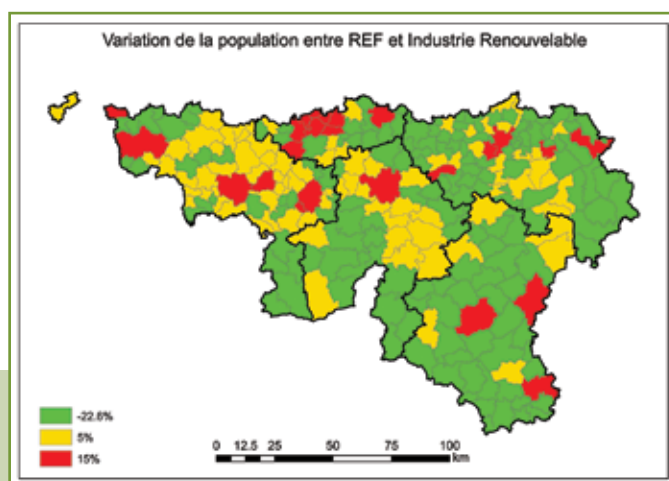 Variation de la population entre REF et Industrie Renouvelable
-22.6%
5%
15%
0 12.5 25 50 75 100
km